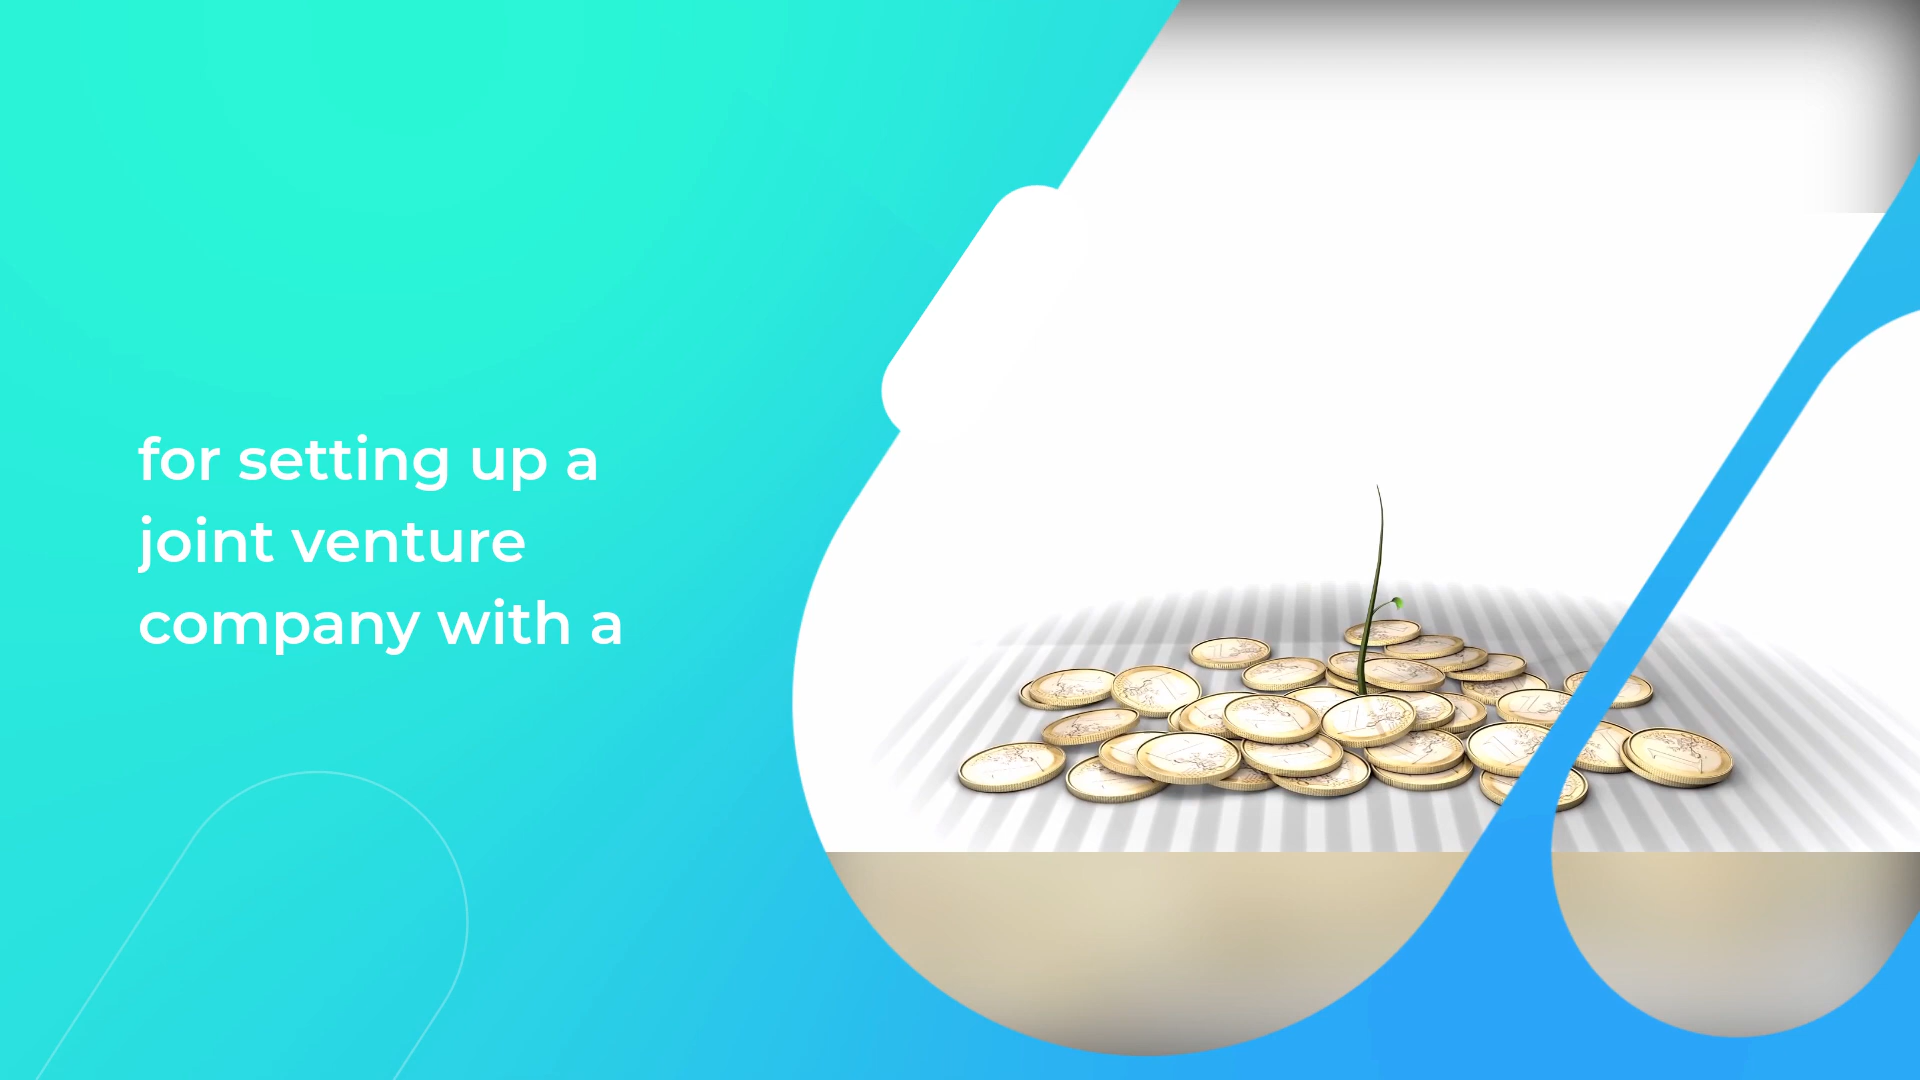 for setting up a
joint venture
company with a